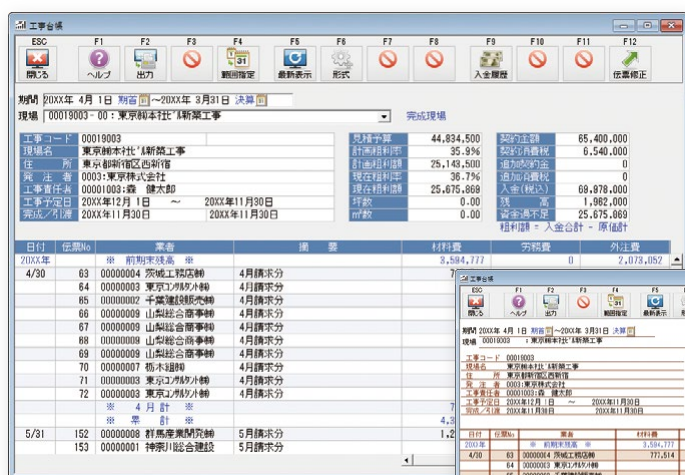 工事台帳
ESC F1 F2 F3 F4 F5 F6 F7 F8 F9 F10 F11 F12
閉じる ヘルプ 出力 範囲指定 最新表示 形式 入金履歴 伝票修正
期間 20XX年 4月 1日 期首 ～20XX年 3月31日 決算
現場 00019003-00:東京㈱本社ビル新築工事 完成現場
工事コード 00019003 見積予算 44,834,500 契約金額 65,400,000
現場名 東京㈱本社ビル新築工事 計画粗利率 35.9% 契約消費税 6,540,000
住 所 東京都新宿区西新宿 計画粗利額 25,143,500 追加契約金 0
発 注 者 0003:東京株式会社 現在粗利率 36.7% 追加消費税 0
工事責任者 00001003:森 健太郎 現在粗利額 25,675,869 入金(税込) 69,978,000
工事予定日 20XX年12月 1日 ～ 20XX年11月30日 坪数 0.00 残 高 1,962,000
完成／引渡 20XX年11月30日 20XX年11月30日 ㎡数 0.00 資金過不足 25,675,869
粗利額 = 入金合計 - 原価計
日付 伝票No 業者 摘 要 材料費 労務費 外注費
20XX年 ※ 前期末残高 ※ 3,594,777 0 2,073,052
4/30 63 00000004 茨城工務店㈱ 4月請求分
64 00000003 東京コンサルタント㈱ 4月請求分
65 00000002 千葉建設販売㈱ 4月請求分
66 00000009 山梨総合商事㈱ 4月請求分
67 00000009 山梨総合商事㈱ 4月請求分
68 00000009 山梨総合商事㈱ 4月請求分
69 00000009 山梨総合商事㈱ 4月請求分
70 00000007 栃木組㈱ 4月請求分
71 00000003 東京コンサルタント㈱ 4月請求分
72 00000003 東京コンサルタント㈱ 4月請求分
※ 4 月 計 ※
※ 累 計 ※
5/31 152 00000008 群馬産業開発㈱ 5月請求分
153 00000001 神奈川総合建設 5月請求分
工事台帳
ESC F1 F2 F3 F4 F5
閉じる ヘルプ 出力 範囲指定 最新表示
期間 20XX年 4月 1日 期首 ～20XX年 3月31日 決算
現場 00019003 :東京㈱本社ビル新築工事
工事コード 00019003
現場名 東京㈱本社ビル新築工事
住 所 東京都新宿区西新宿
発 注 者 0003:東京株式会社
工事責任者 00001003:森 健太郎
工事予定日 20XX年12月 1日 ～ 20XX年11月30日
完成／引渡 20XX年11月30日 20XX年11月30日
日付 伝票No 業者 材料費
20XX年 ※ 前期末残高 ※ 3,594,777
4/30 63 00000004 茨城工務店㈱ 777,514
64 00000003 東京コンサルタント㈱